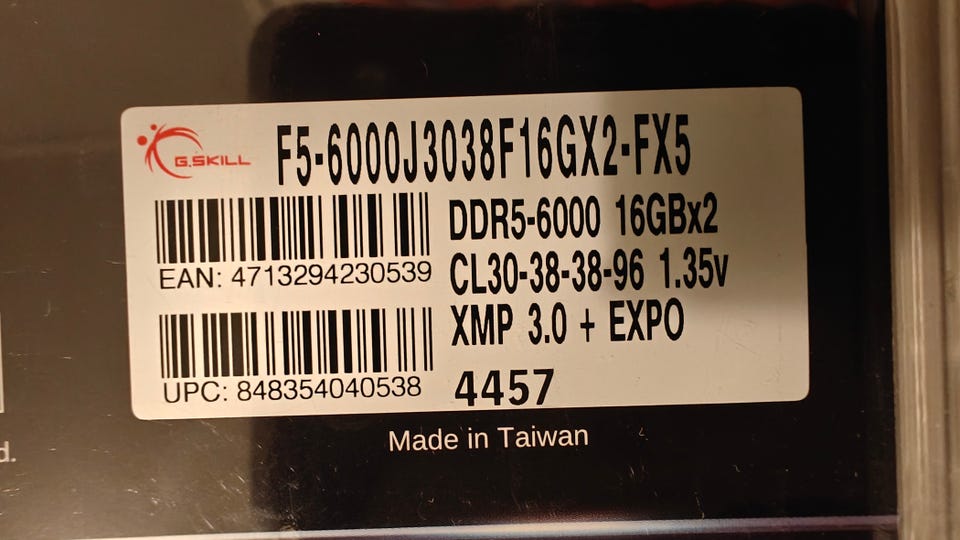 G.SKILL
F5-6000J3038F16GX2-FX5
DDR5-6000 16GBx2
EAN: 4713294230539
CL30-38-38-96 1.35v
XMP 3.0 + EXPO
UPC: 848354040538
4457
Made in Taiwan
d.